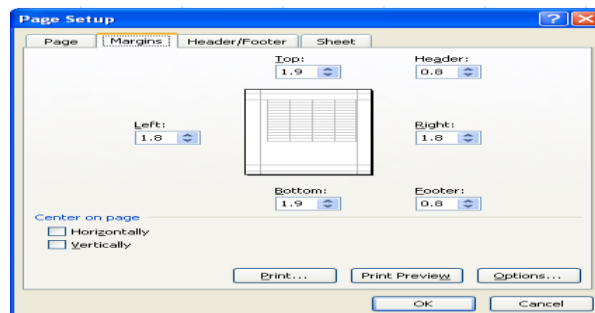 Page Setup
Page Margins Header/Footer Sheet
Top: Header:
1.9 0.8
Left: Right:
1.8 1.8
Bottom: Footer:
1.9 0.8
Center on page
Horizontally
Vertically
Print... Print Preview Options...
OK Cancel